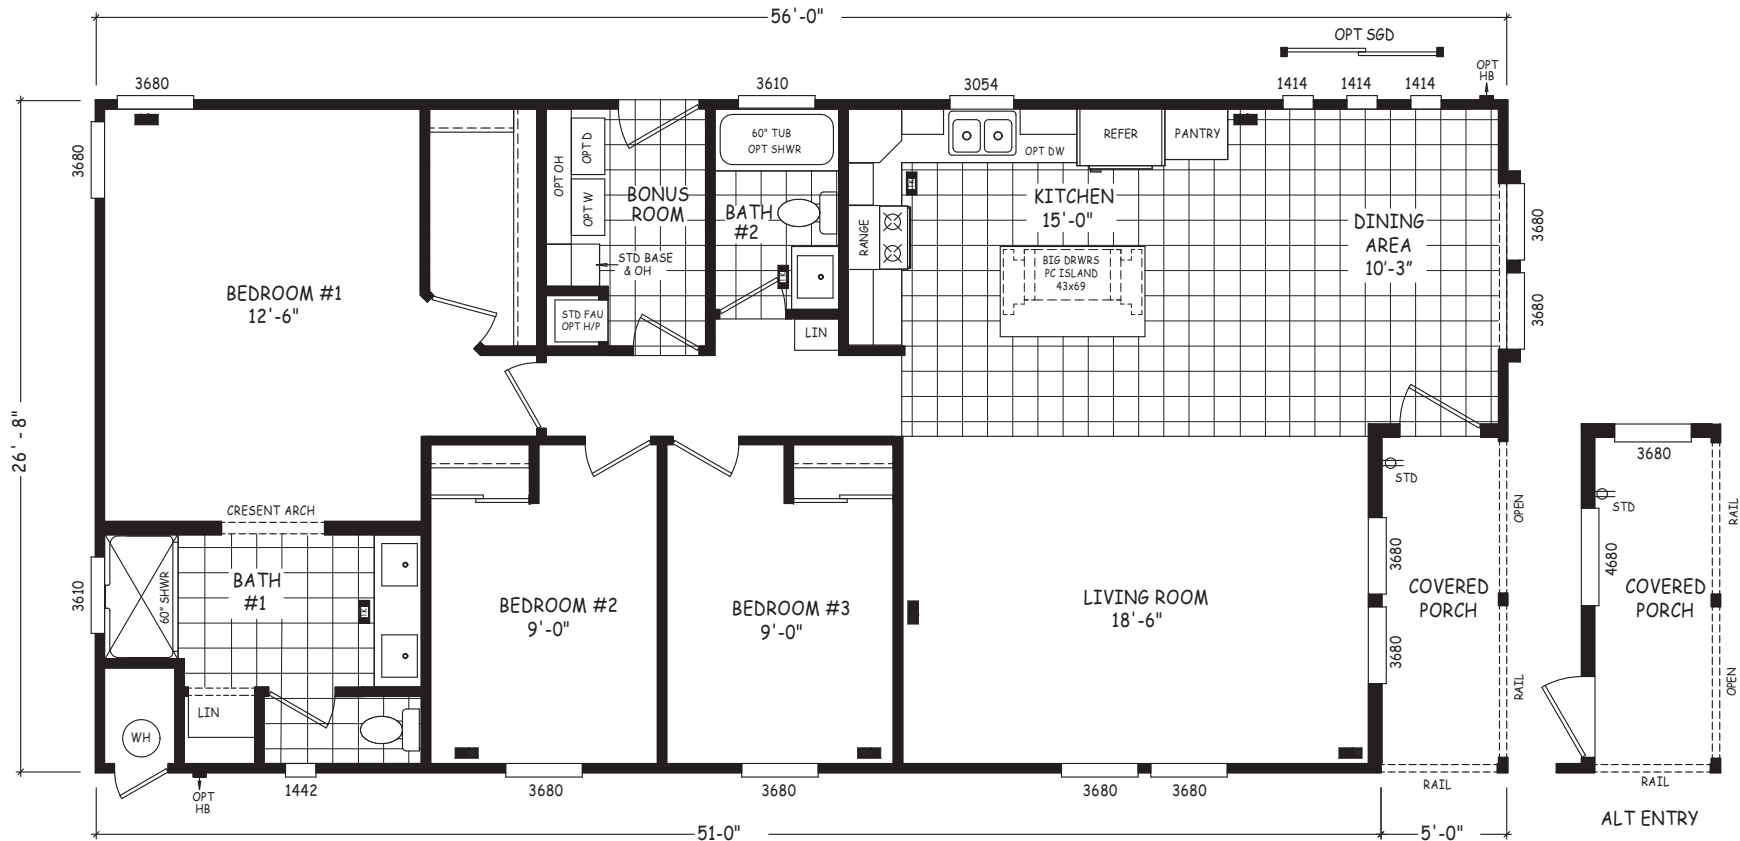 56'-0"
OPT SGD
3680
3610
3054
1414
1414
1414
OPT
HB
3680
OPT OH
OPT D
OPT W
60" TUB
OPT SHWR
OPT DW
REFER
PANTRY
BONUS
ROOM
BATH
#2
RANGE
KITCHEN
15'-0"
DINING
AREA
10'-3"
3680
3680
STD BASE
& OH
BIG DRWRS
PC ISLAND
43x69
BEDROOM #1
12'-6"
STD FAU
OPT H/P
LIN
26' - 8"
3680
STD
STD
OPEN
RAIL
CRESENT ARCH
3680
4680
3610
60" SHWR
BATH
#1
BEDROOM #2
9'-0"
BEDROOM #3
9'-0"
LIVING ROOM
18'-6"
COVERED
PORCH
COVERED
PORCH
3680
RAIL
OPEN
LIN
WH
OPT
HB
1442
3680
3680
3680
3680
RAIL
RAIL
ALT ENTRY
51-0"
5'-0"